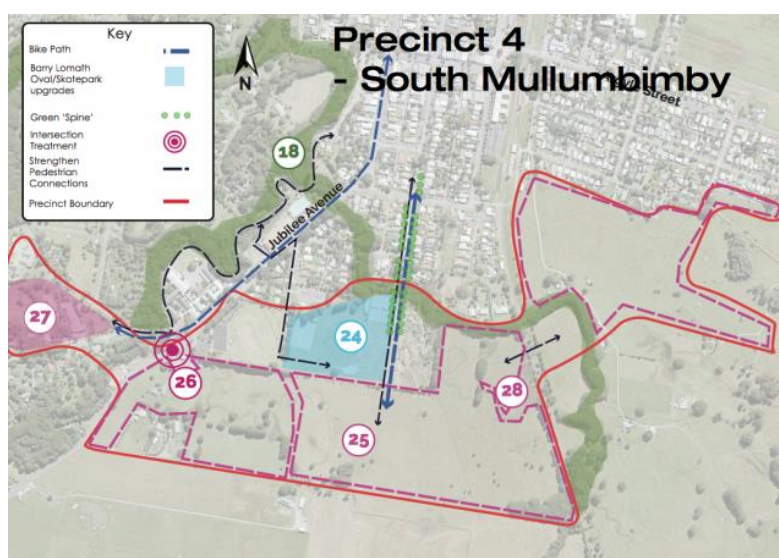 Precinct 4
- South Mullumbimby
Key
Bike Path
Barry Lomath
Oval/Skatepark
upgrades
Green 'Spine'
Intersection
Treatment
Strengthen
Pedestrian
Connections
Precinct Boundary
N
Street
18
Jubilee Avenue
27
24
26
28
25